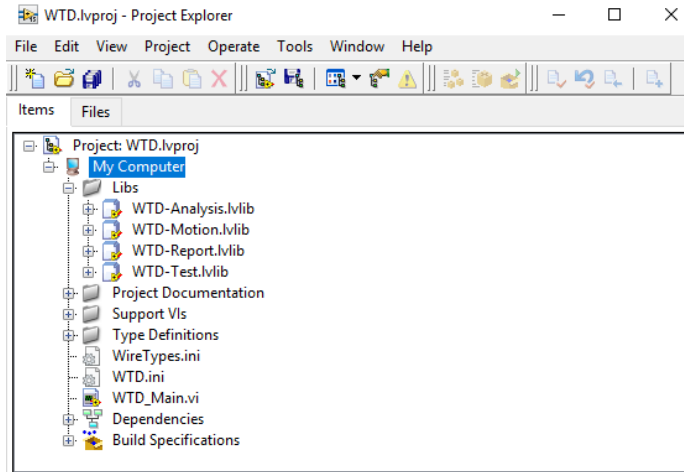 WTD.lvproj - Project Explorer
File Edit View Project Operate Tools Window Help
Items Files
Project: WTD.lvproj
My Computer
Libs
WTD-Analysis.lvlib
WTD-Motion.lvlib
WTD-Report.lvlib
WTD-Test.lvlib
Project Documentation
Support VIs
Type Definitions
WireTypes.ini
WTD.ini
WTD_Main.vi
Dependencies
Build Specifications